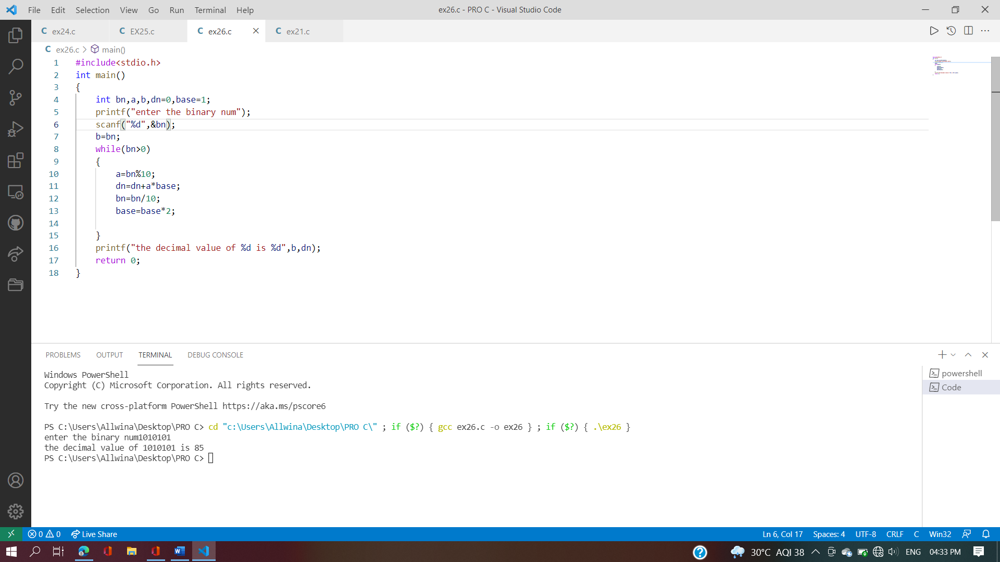 File Edit Selection View Go Run Terminal Help
ex26.c - PRO C - Visual Studio Code
C ex24.c
C EX25.c
C ex26.c
C ex21.c
C ex26.c > main()
1 #include<stdio.h>
2 int main()
3 {
4 int bn,a,b,dn=0,base=1;
5 printf("enter the binary num");
6 scanf("%d",&bn);
7 b=bn;
8 while(bn>0)
9 {
10 a=bn%10;
11 dn=dn+a*base;
12 bn=bn/10;
13 base=base*2;
14
15 }
16 printf("the decimal value of %d is %d",b,dn);
17 return 0;
18 }
PROBLEMS OUTPUT TERMINAL DEBUG CONSOLE
Windows PowerShell
Copyright (C) Microsoft Corporation. All rights reserved.
Try the new cross-platform PowerShell https://aka.ms/pscore6
PS C:\Users\Allwina\Desktop\PRO C> cd "c:\Users\Allwina\Desktop\PRO C\" ; if ($?) { gcc ex26.c -o ex26 } ; if ($?) { .\ex26 }
enter the binary num1010101
the decimal value of 1010101 is 85
PS C:\Users\Allwina\Desktop\PRO C>
powershell
Code
0 0 Live Share
Ln 6, Col 17 Spaces: 4 UTF-8 CRLF C Win32
30°C AQI 38 ENG 04:33 PM